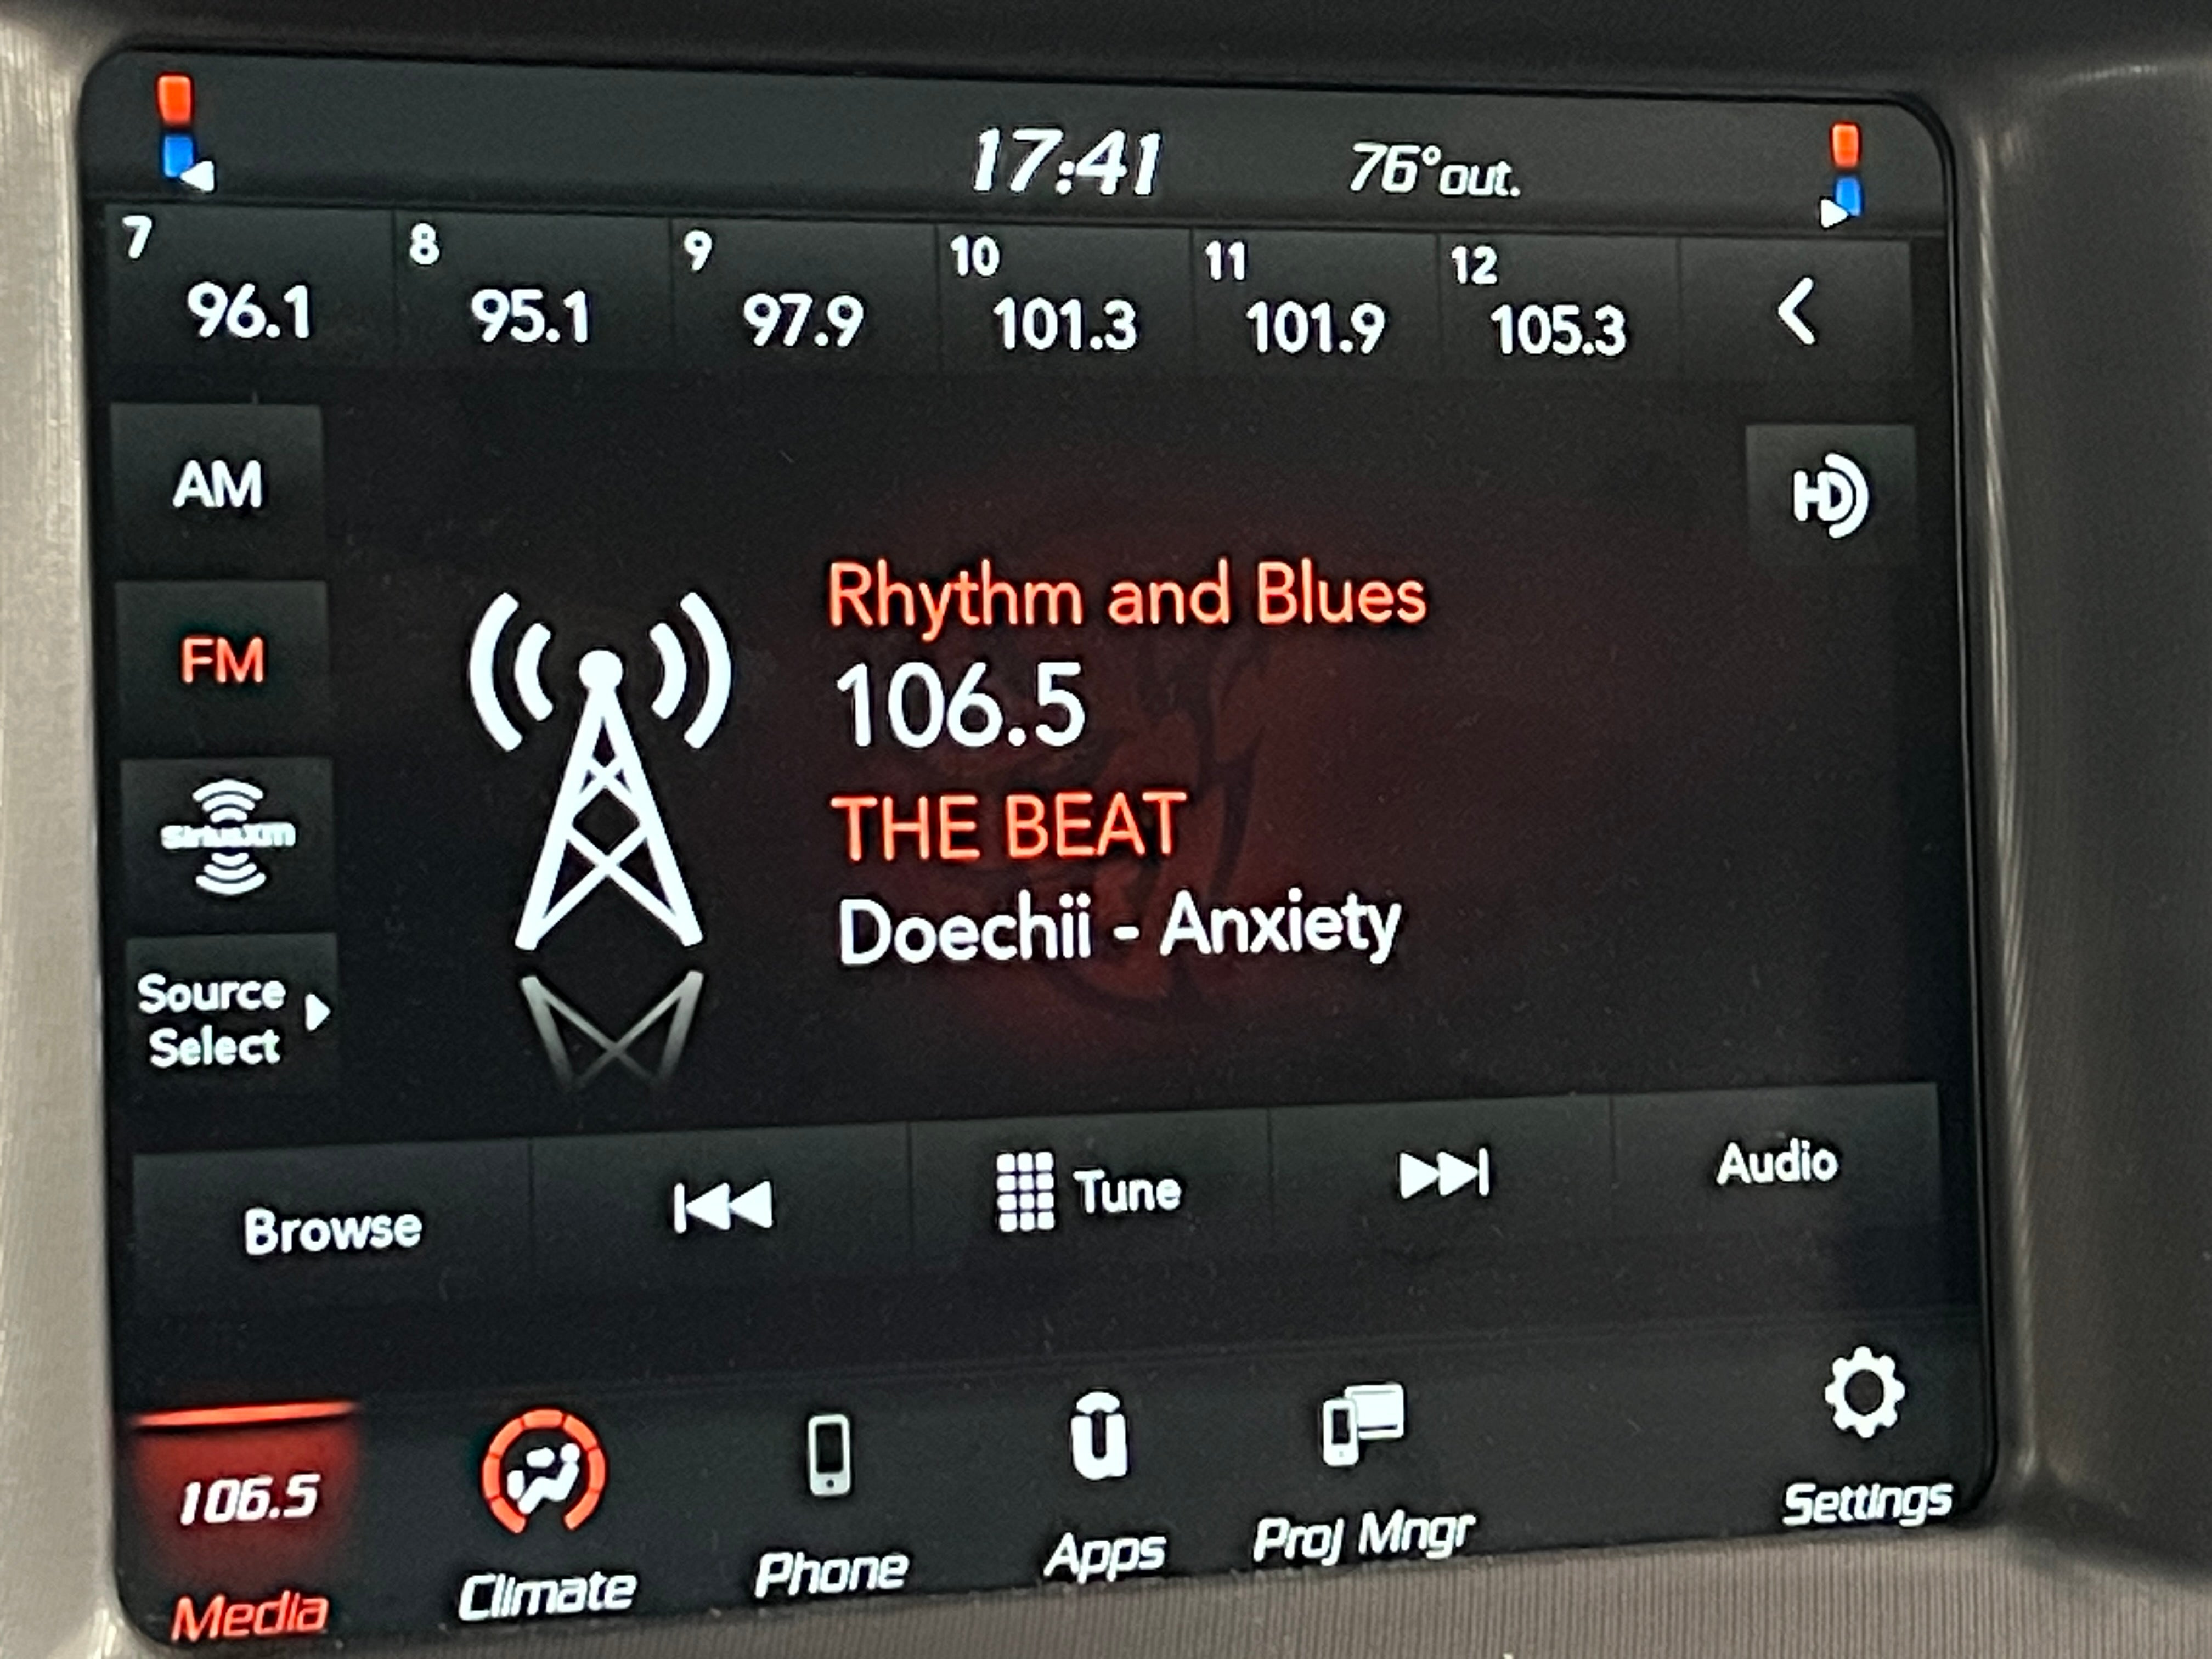 17:41 76°out.
7 8 9 10 11 12
96.1 95.1 97.9 101.3 101.9 105.3
AM
HD
FM
Rhythm and Blues
106.5
THE BEAT
Doechii - Anxiety
siriusxm
Source
Select
Browse Tune Audio
106.5
Media Climate Phone Apps Proj Mngr Settings